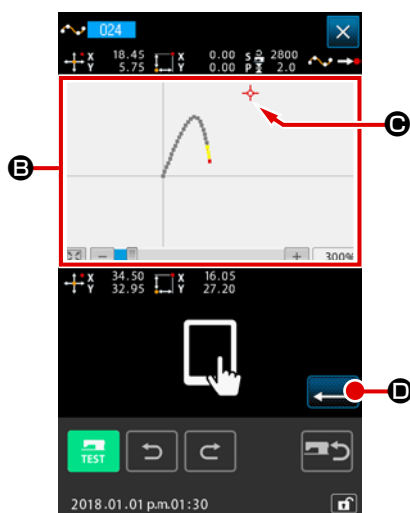 024
X 18.45 X 0.00 S 2800
Y 5.75 Y 0.00 P 2.0
C
B
300%
X 34.50 X 16.05
Y 32.95 Y 27.20
D
TEST
2018.01.01 p.m.01:30